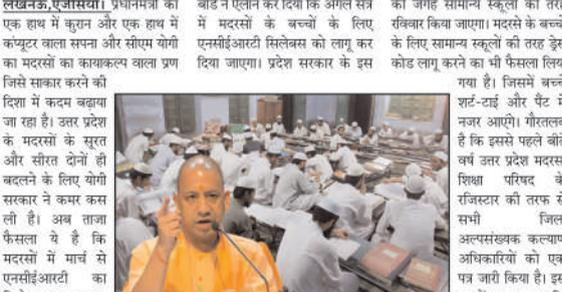 लखनऊ,एजेंसियां। प्रधानमंत्री का
एक हाथ में कुरान और एक हाथ में
कंप्यूटर वाला सपना और सीएम योगी
का मदरसों का कायाकल्प वाला प्रण
जिसे साकार करने की
दिशा में कदम बढ़ाया
जा रहा है। उतर प्रदेश
के मदरसों के सूरत
और सीरत दोनों ही
बदलने के लिए योगी
सरकार ने कमर कस
ली है। अब ताजा
फैसला ये है कि
मदरसों में मार्च से
एनसीईआरटी का
बोर्ड ने एलान कर दिया कि अगले सत्र
में मदरसों के बच्चों के लिए
एनसीईआरटी सिलेबस को लागू कर
दिया जाएगा। प्रदेश सरकार के इस
की जगह सामान्य स्कूलों की तरह
रविवार किया जाएगा। मदरसे के बच्चे
के लिए सामान्य स्कूलों की तरह ड्रेस
कोड लागू करने का भी फैसला लिय
गया है। जिसमें बच्चे
शर्ट-टाई और पैंट में
नजर आएंगे। गौरतलब
है कि इससे पहले बीते
वर्ष उत्तर प्रदेश मदरस
शिक्षा परिषद के
रजिस्टार की तरफ से
सभी जिल
अल्पसंख्यक कल्याण
अधिकारियों को एक
पत्र जारी किया है। इस